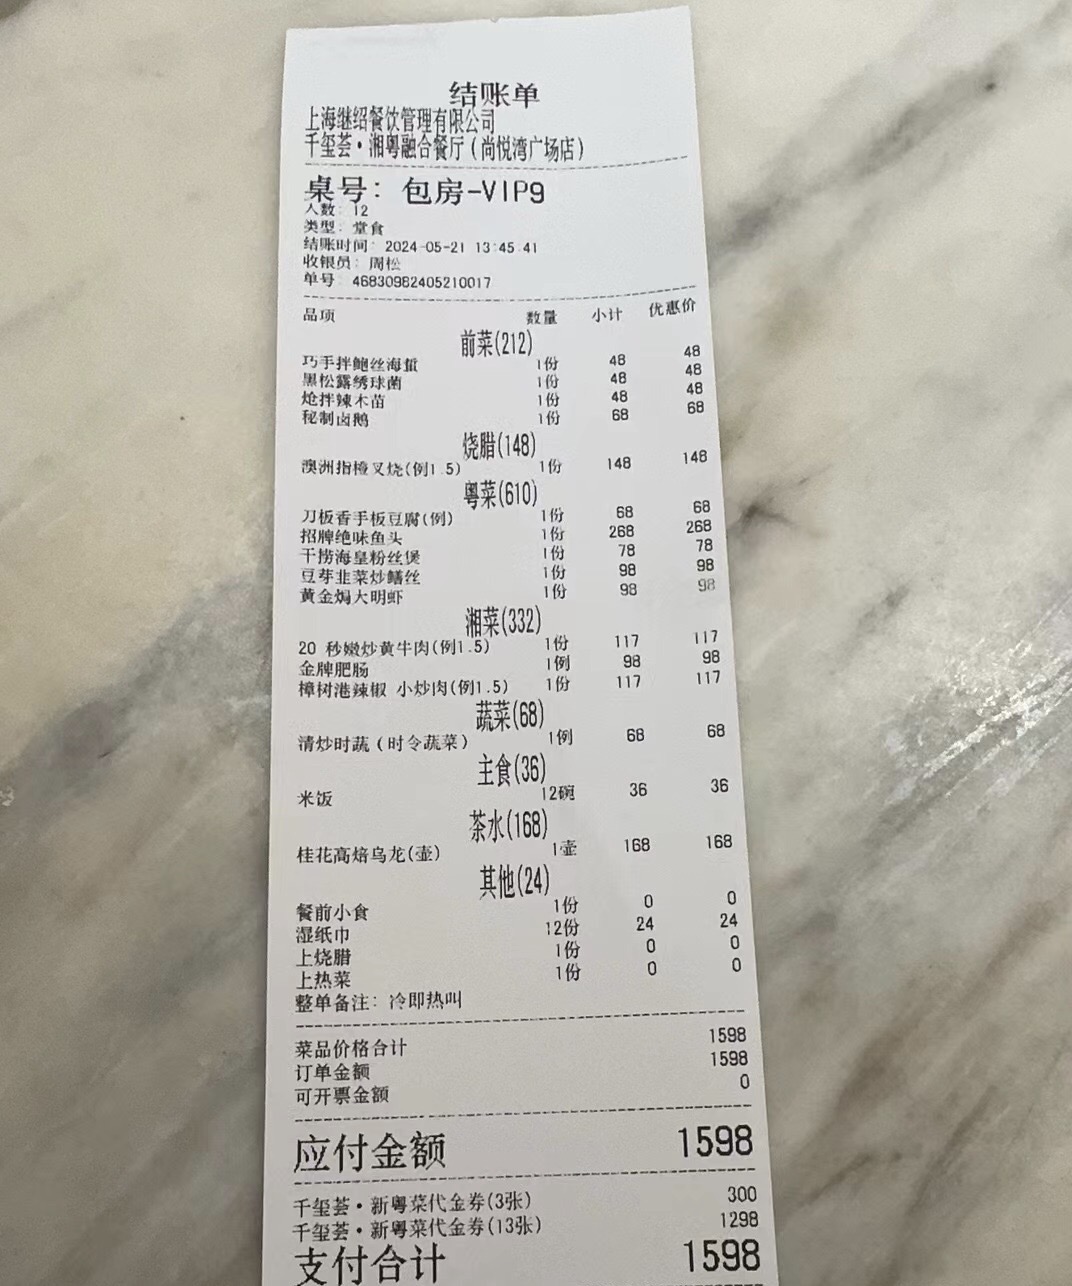 结账单
上海继绍餐饮管理有限公司
千玺荟·湘粤融合餐厅(尚悦湾广场店)
桌号: 包房-VIP9
人数: 12
类型: 堂食
结账时间: 2024-05-21 13:45:41
收银员: 周松
单号: 46830982405210017
品项 数量 小计 优惠价
前菜(212)
巧手拌鲍丝海蜇 1份 48 48
黑松露绣球菌 1份 48 48
炝拌辣木苗 1份 48 48
秘制卤鹅 1份 68 68
烧腊(148)
澳洲指橙叉烧(例1.5) 1份 148 148
粤菜(610)
刀板香手板豆腐(例) 1份 68 68
招牌绝味鱼头 1份 268 268
干捞海皇粉丝煲 1份 78 78
豆芽韭菜炒鳝丝 1份 98 98
黄金焗大明虾 1份 98 98
湘菜(332)
20 秒嫩炒黄牛肉(例1.5) 1份 117 117
金牌肥肠 1例 98 98
樟树港辣椒 小炒肉(例1.5) 1份 117 117
蔬菜(68)
清炒时蔬(时令蔬菜) 1例 68 68
主食(36)
米饭 12碗 36 36
茶水(168)
桂花高焙乌龙(壶) 1壶 168 168
其他(24)
餐前小食 1份 0 0
湿纸巾 12份 24 24
上烧腊 1份 0 0
上热菜 1份 0 0
整单备注: 冷即热叫
菜品价格合计 1598
订单金额 1598
可开票金额 0
应付金额 1598
千玺荟·新粤菜代金券(3张) 300
千玺荟·新粤菜代金券(13张) 1298
支付合计 1598